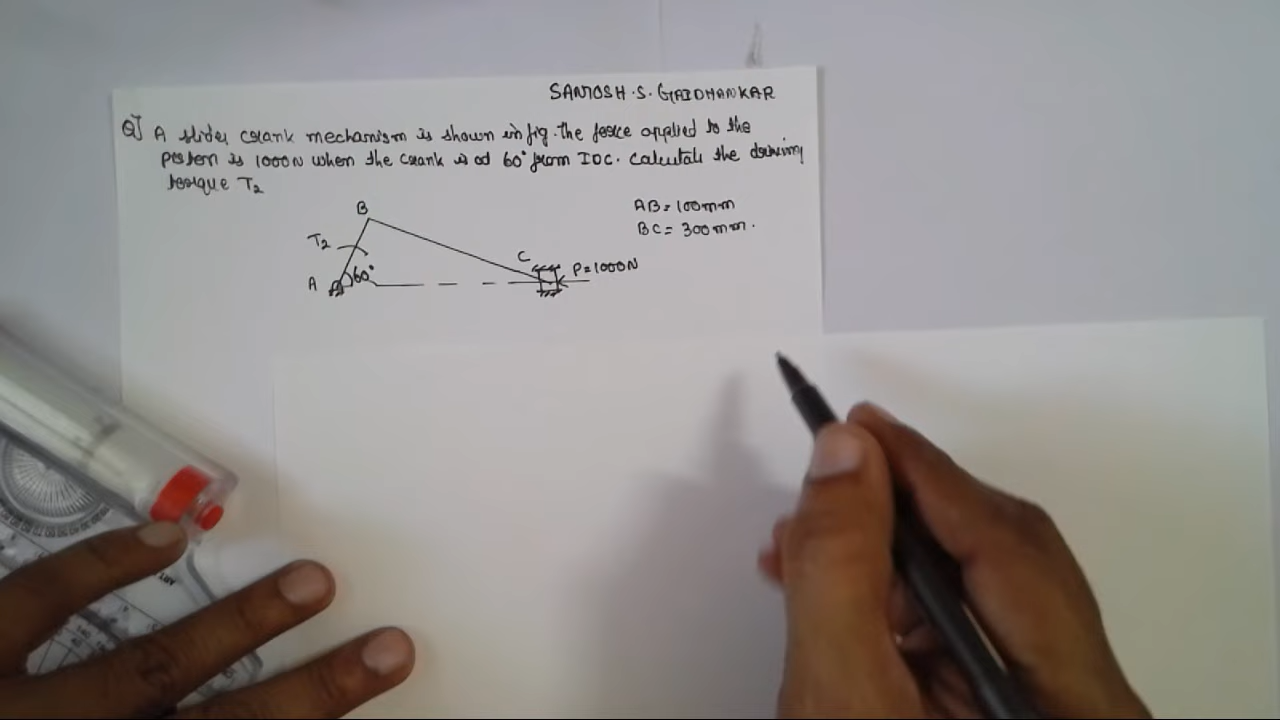 SANTOSH.S. GAIDHANKAR
Q] A slider crank mechanism is shown in fig. the force applied to the
piston is 1000N when the crank is at 60° from IDC. Calculate the driving
torque T2
AB = 100mm
BC = 300mm.
B
T2
A
60°
C
P=1000N